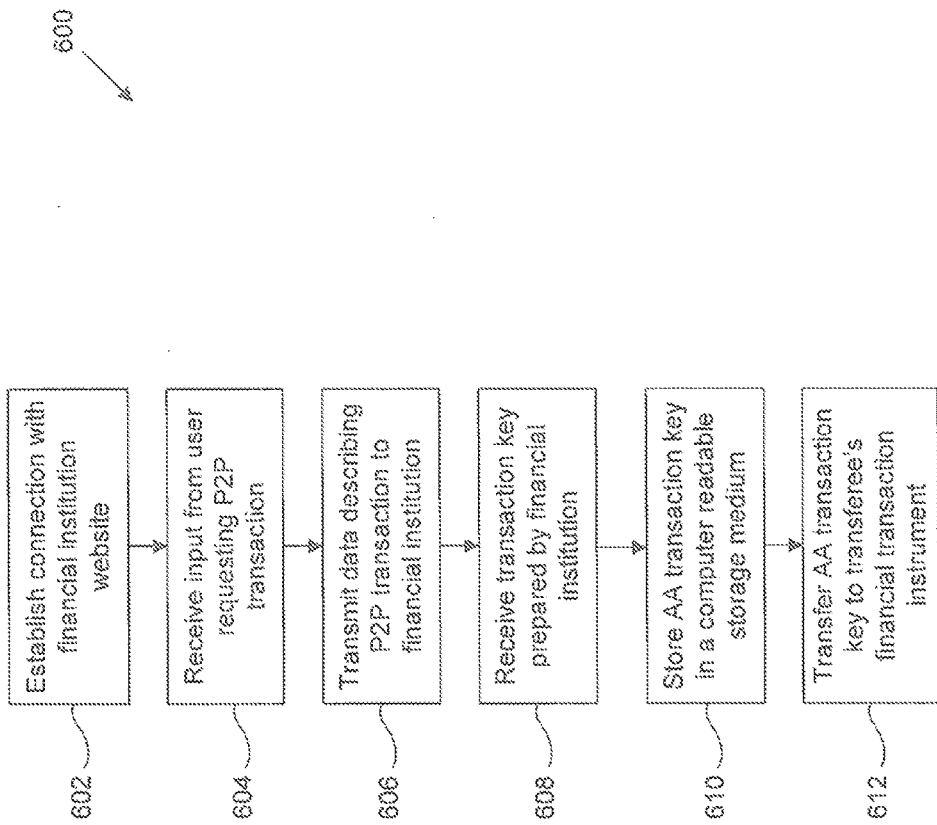 600
602
Establish connection with
financial institution
website
604
Receive input from user
requesting P2P
transaction
606
Transmit data describing
P2P transaction to
financial institution
608
Receive transaction key
prepared by financial
institution
610
Store AA transaction key
in a computer readable
storage medium
612
Transfer AA transaction
key to transferee's
financial transaction
instrument